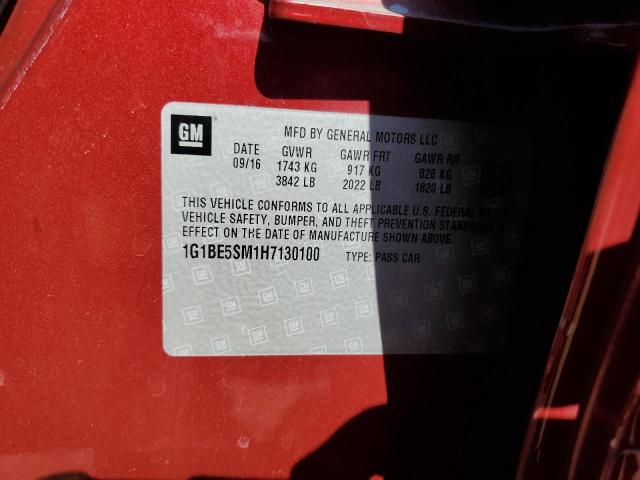 GM
MFD BY GENERAL MOTORS LLC
DATE GVWR GAWR FRT GAWR RR
09/16 1743 KG 917 KG 826 KG
3842 LB 2022 LB 1820 LB
THIS VEHICLE CONFORMS TO ALL APPLICABLE U.S. FEDERAL
VEHICLE SAFETY, BUMPER, AND THEFT PREVENTION STANDARDS IN
EFFECT ON THE DATE OF MANUFACTURE SHOWN ABOVE.
1G1BE5SM1H7130100 TYPE: PASS CAR